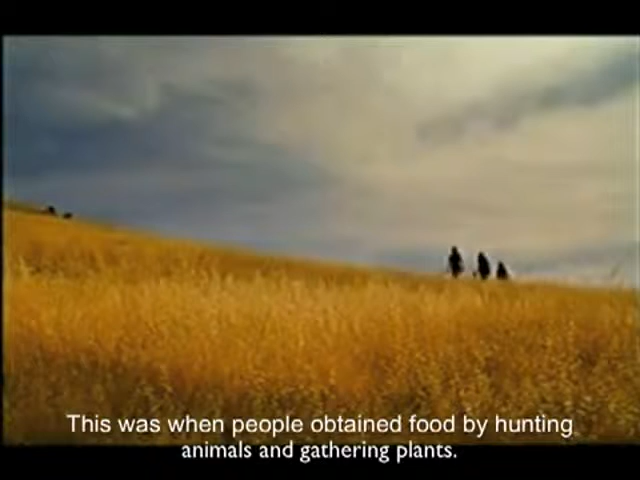 This was when people obtained food by hunting
animals and gathering plants.